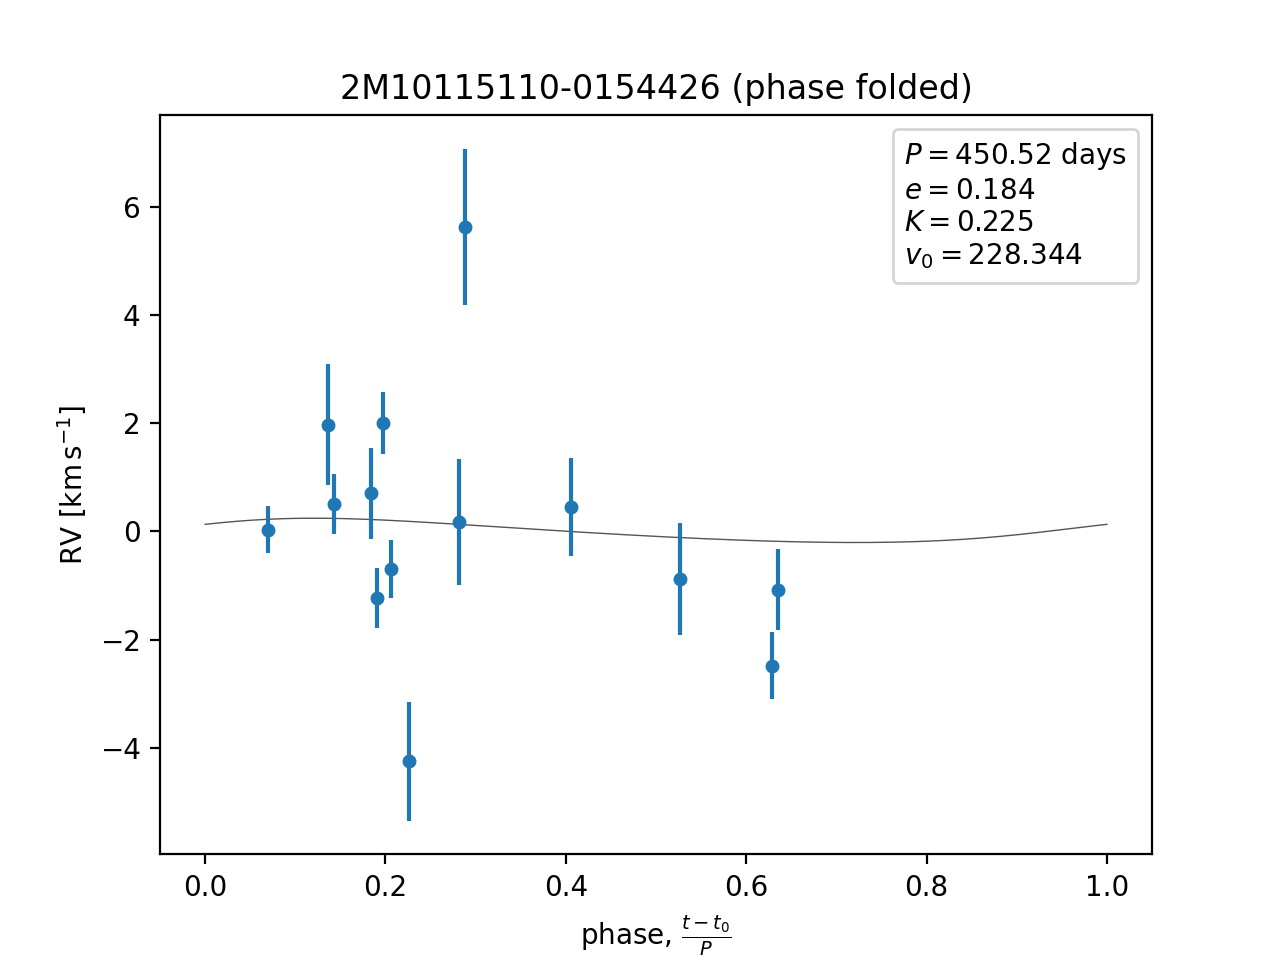 2M10115110-0154426 (phase folded)
P = 450.52 days
e = 0.184
K = 0.225
v₀ = 228.344
RV [km s⁻¹]
6
4
2
0
−2
−4
0.0 0.2 0.4 0.6 0.8 1.0
phase, (t − t₀)/P